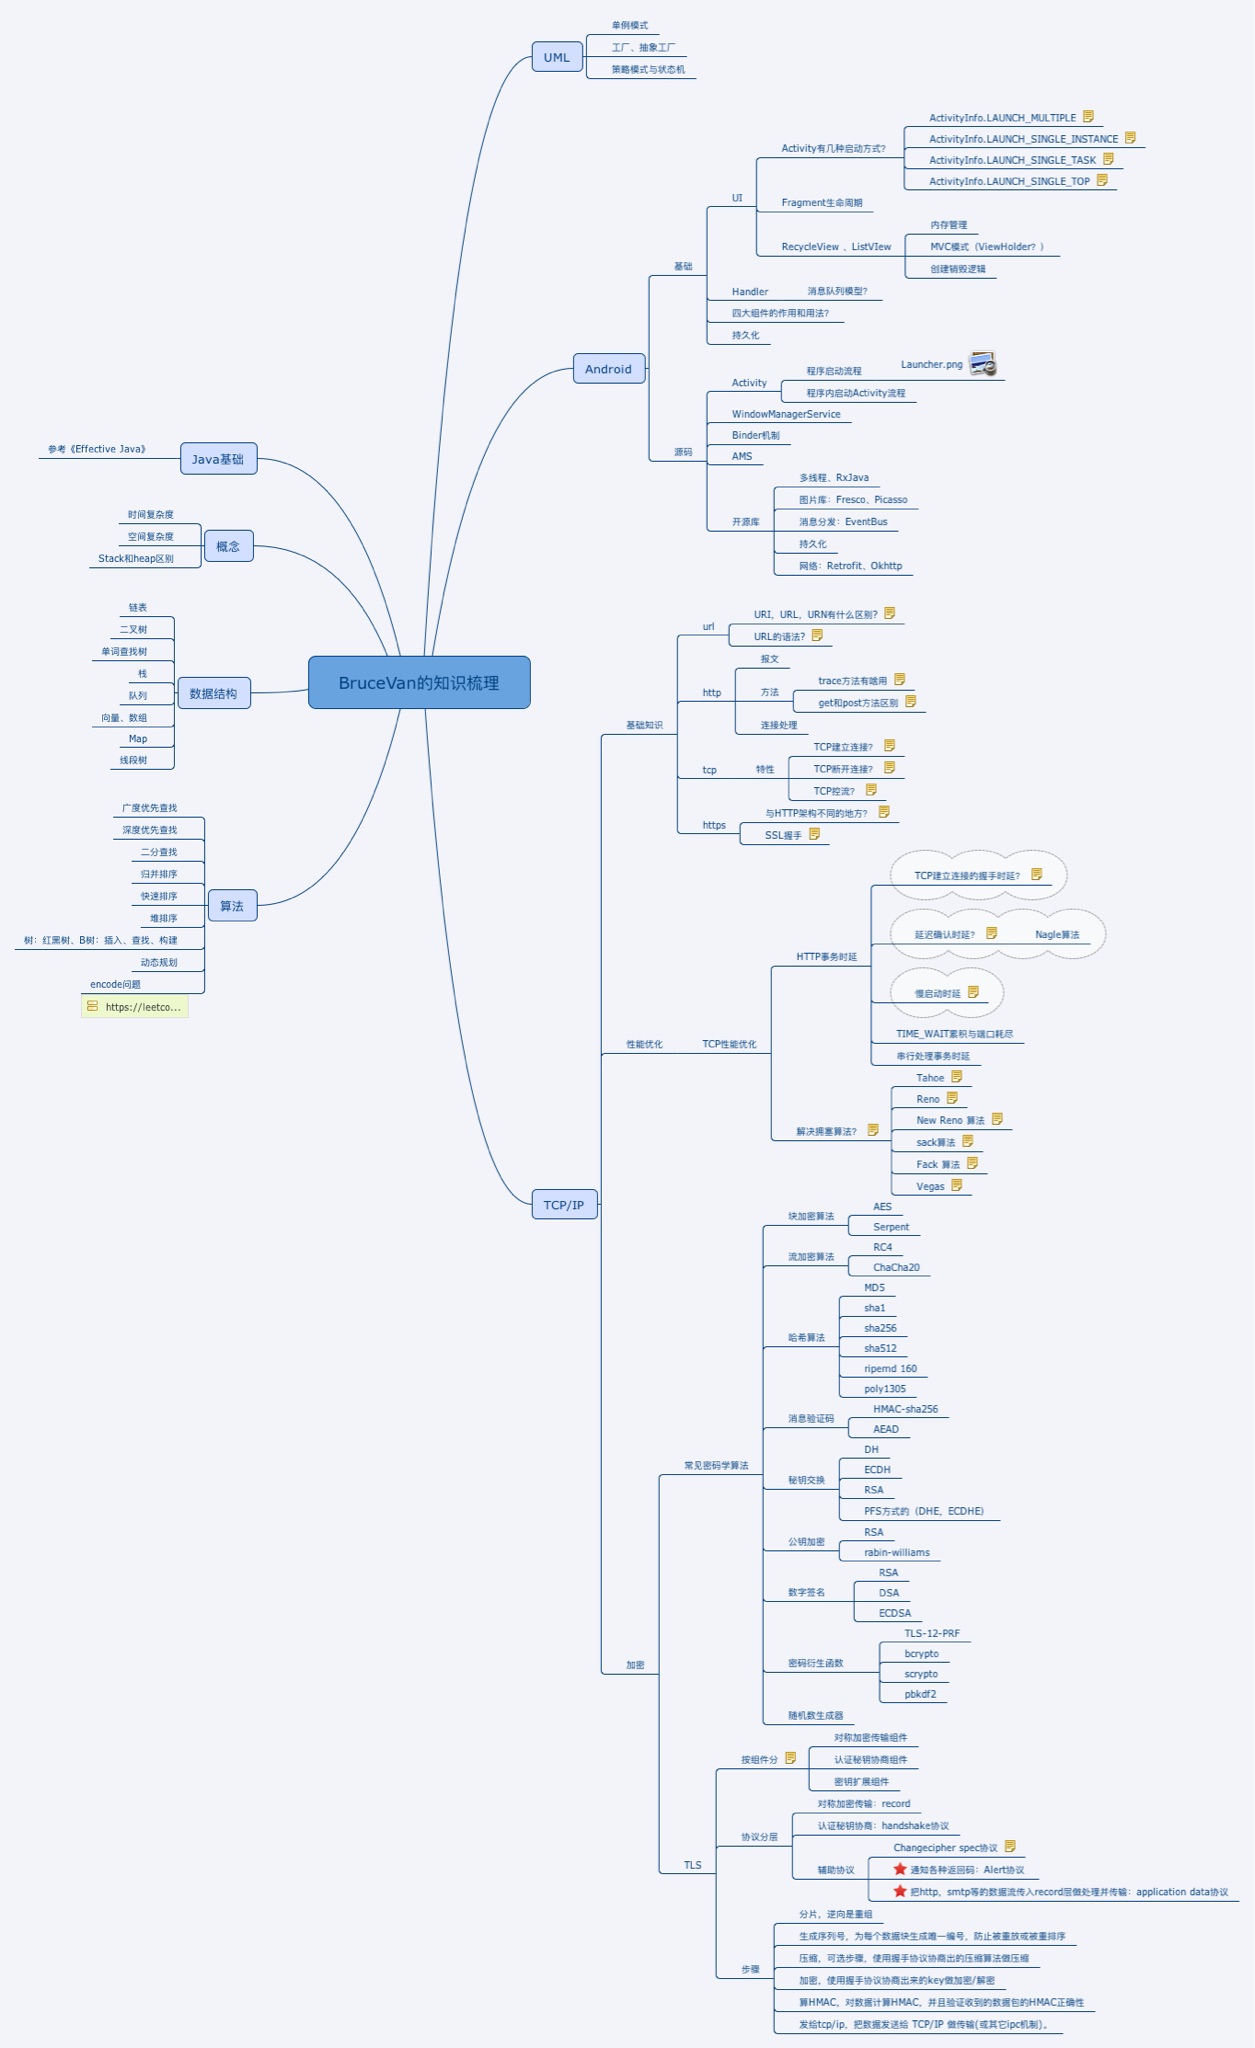 BruceVan的知识梳理
UML
单例模式
工厂、抽象工厂
策略模式与状态机
Android
基础
UI
Activity有几种启动方式?
ActivityInfo.LAUNCH_MULTIPLE
ActivityInfo.LAUNCH_SINGLE_INSTANCE
ActivityInfo.LAUNCH_SINGLE_TASK
ActivityInfo.LAUNCH_SINGLE_TOP
Fragment生命周期
RecycleView 、ListVIew
内存管理
MVC模式（ViewHolder? ）
创建销毁逻辑
Handler
消息队列模型?
四大组件的作用和用法?
持久化
源码
Activity
程序启动流程
Launcher.png
程序内启动Activity流程
WindowManagerService
Binder机制
AMS
开源库
多线程、RxJava
图片库：Fresco、Picasso
消息分发：EventBus
持久化
网络：Retrofit、Okhttp
Java基础
参考《Effective Java》
概念
时间复杂度
空间复杂度
Stack和heap区别
数据结构
链表
二叉树
单词查找树
栈
队列
向量、数组
Map
线段树
算法
广度优先查找
深度优先查找
二分查找
归并排序
快速排序
堆排序
树：红黑树、B树：插入、查找、构建
动态规划
encode问题
https://leetco...
TCP/IP
基础知识
url
URI，URL，URN有什么区别?
URL的语法?
http
报文
方法
trace方法有啥用
get和post方法区别
连接处理
tcp
特性
TCP建立连接?
TCP断开连接?
TCP控流?
https
与HTTP架构不同的地方?
SSL握手
性能优化
TCP性能优化
HTTP事务时延
TCP建立连接的握手时延?
延迟确认时延?
Nagle算法
慢启动时延
TIME_WAIT累积与端口耗尽
串行处理事务时延
解决拥塞算法?
Tahoe
Reno
New Reno 算法
sack算法
Fack 算法
Vegas
加密
常见密码学算法
块加密算法
AES
Serpent
流加密算法
RC4
ChaCha20
哈希算法
MD5
sha1
sha256
sha512
ripemd 160
poly1305
消息验证码
HMAC-sha256
AEAD
秘钥交换
DH
ECDH
RSA
PFS方式的（DHE，ECDHE）
公钥加密
RSA
rabin-williams
数字签名
RSA
DSA
ECDSA
密码衍生函数
TLS-12-PRF
bcrypto
scrypto
pbkdf2
随机数生成器
TLS
按组件分
对称加密传输组件
认证秘钥协商组件
密钥扩展组件
协议分层
对称加密传输：record
认证秘钥协商：handshake协议
辅助协议
Changecipher spec协议
通知各种返回码：Alert协议
把http，smtp等的数据流传入record层做处理并传输：application data协议
步骤
分片，逆向是重组
生成序列号，为每个数据块生成唯一编号，防止被重放或被重排序
压缩，可选步骤，使用握手协议协商出的压缩算法做压缩
加密，使用握手协议协商出来的key做加密/解密
算HMAC，对数据计算HMAC，并且验证收到的数据包的HMAC正确性
发给tcp/ip，把数据发送给 TCP/IP 做传输(或其它ipc机制)。